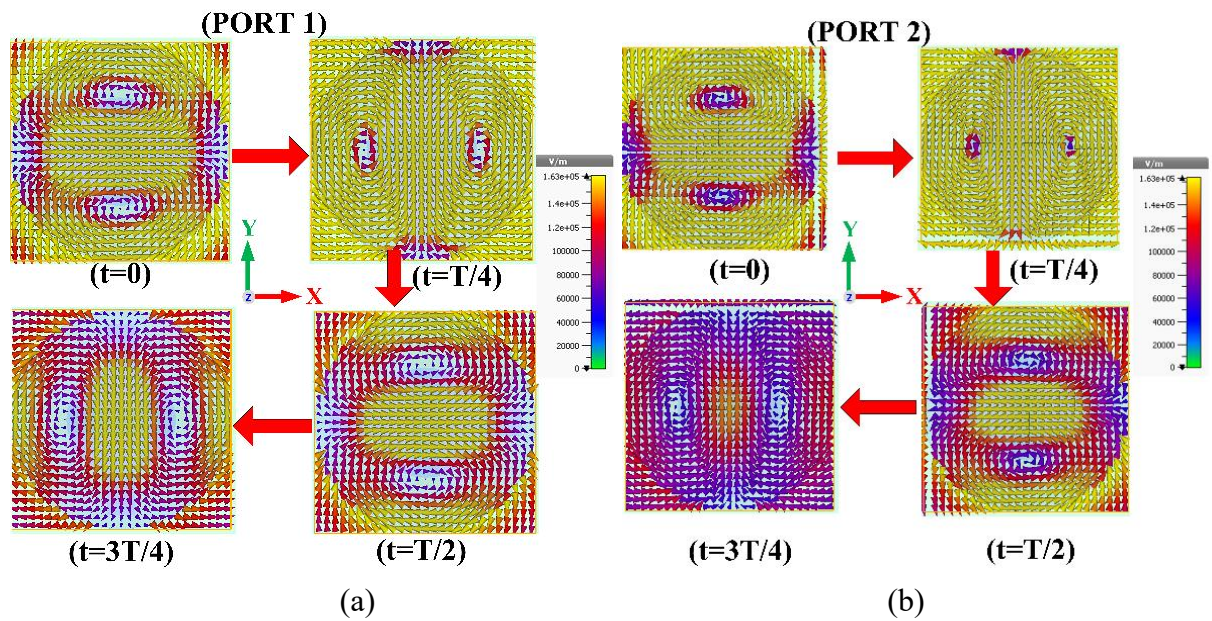 (PORT 1)
(t=0)
(t=T/4)
Y
Z
X
V/m
1.63e+05
1.4e+05
1.2e+05
100000
80000
60000
40000
20000
0
(t=3T/4)
(t=T/2)
(a)
(PORT 2)
(t=0)
(t=T/4)
Y
Z
X
V/m
1.63e+05
1.4e+05
1.2e+05
100000
80000
60000
40000
20000
0
(t=3T/4)
(t=T/2)
(b)